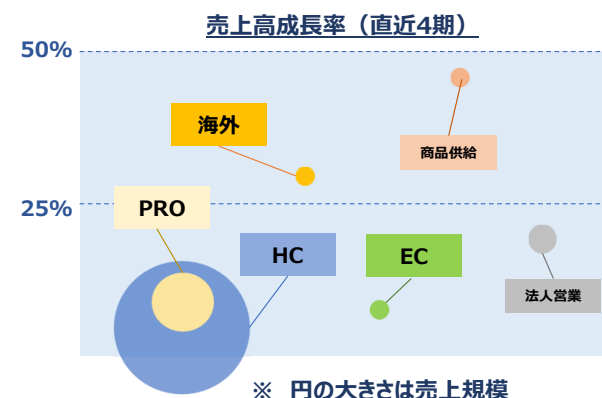 売上高成長率（直近4期）
50%
海外
商品供給
25%
PRO
HC
EC
法人営業
※ 円の大きさは売上規模